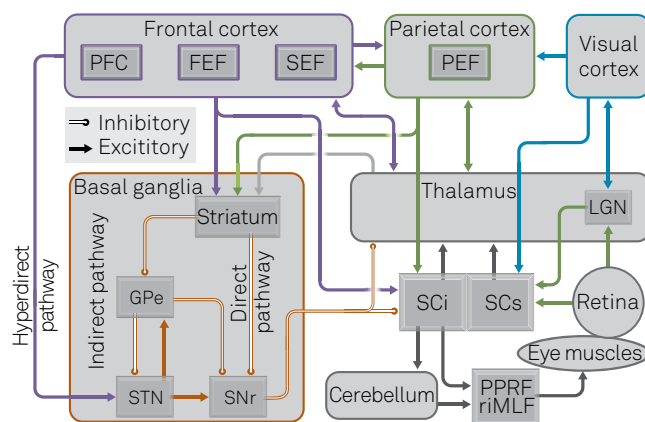 Frontal cortex
PFC
FEF
SEF
Parietal cortex
PEF
Visual
cortex
Inhibitory
Excititory
Basal ganglia
Striatum
Thalamus
LGN
Hyperdirect
pathway
Indirect pathway
Direct
pathway
GPe
STN
SNr
SCi
SCs
Retina
Eye muscles
Cerebellum
PPRF
riMLF